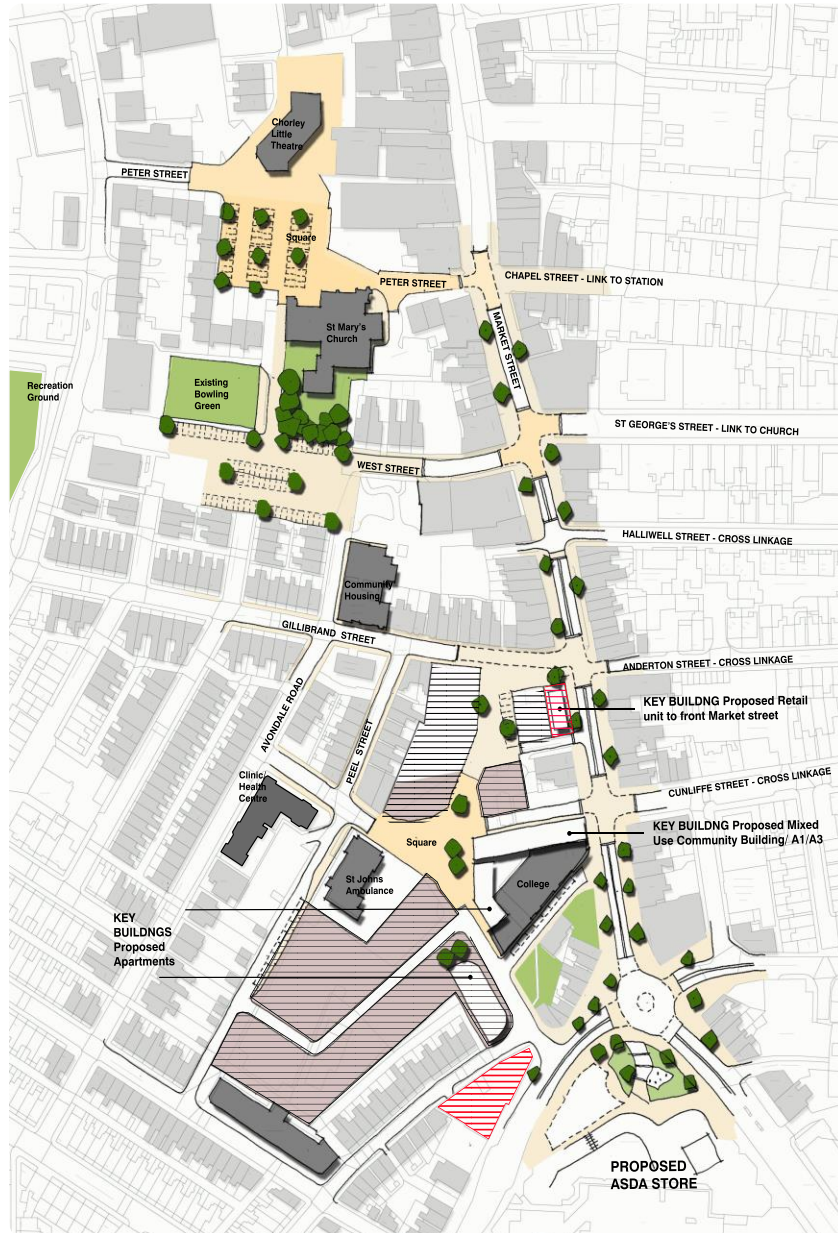 Chorley
Little
Theatre
PETER STREET
Square
PETER STREET
CHAPEL STREET - LINK TO STATION
MARKET STREET
St Mary's
Church
Recreation
Ground
Existing
Bowling
Green
ST GEORGE'S STREET - LINK TO CHURCH
WEST STREET
HALLIWELL STREET - CROSS LINKAGE
Community
Housing
GILLIBRAND STREET
ANDERTON STREET - CROSS LINKAGE
AVONDALE ROAD
PEEL STREET
KEY BUILDNG Proposed Retail
unit to front Market street
Clinic/
Health
Centre
CUNLIFFE STREET - CROSS LINKAGE
KEY BUILDNG Proposed Mixed
Use Community Building/ A1/A3
Square
St Johns
Ambulance
College
KEY
BUILDNGS
Proposed
Apartments
PROPOSED
ASDA STORE